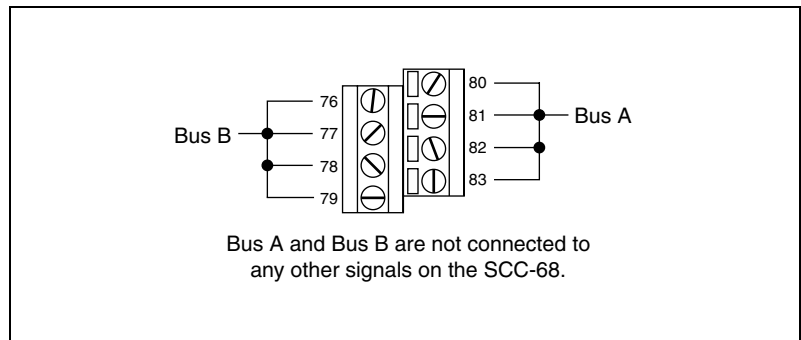 76
77
78
79
Bus B
80
81
82
83
Bus A
Bus A and Bus B are not connected to
any other signals on the SCC-68.